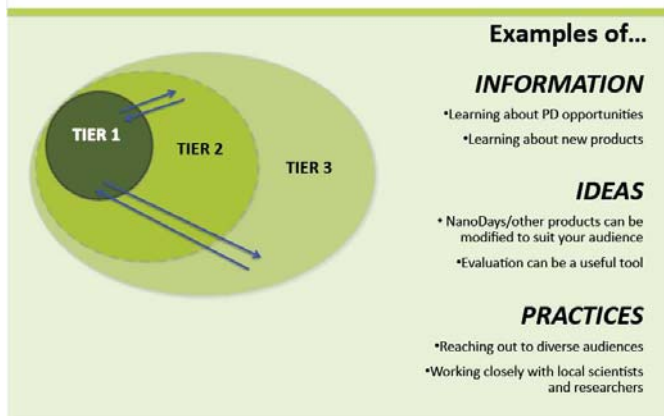 Examples of...
INFORMATION
•Learning about PD opportunities
•Learning about new products
TIER 1
TIER 2
TIER 3
IDEAS
• NanoDays/other products can be
modified to suit your audience
•Evaluation can be a useful tool
PRACTICES
•Reaching out to diverse audiences
•Working closely with local scientists
and researchers